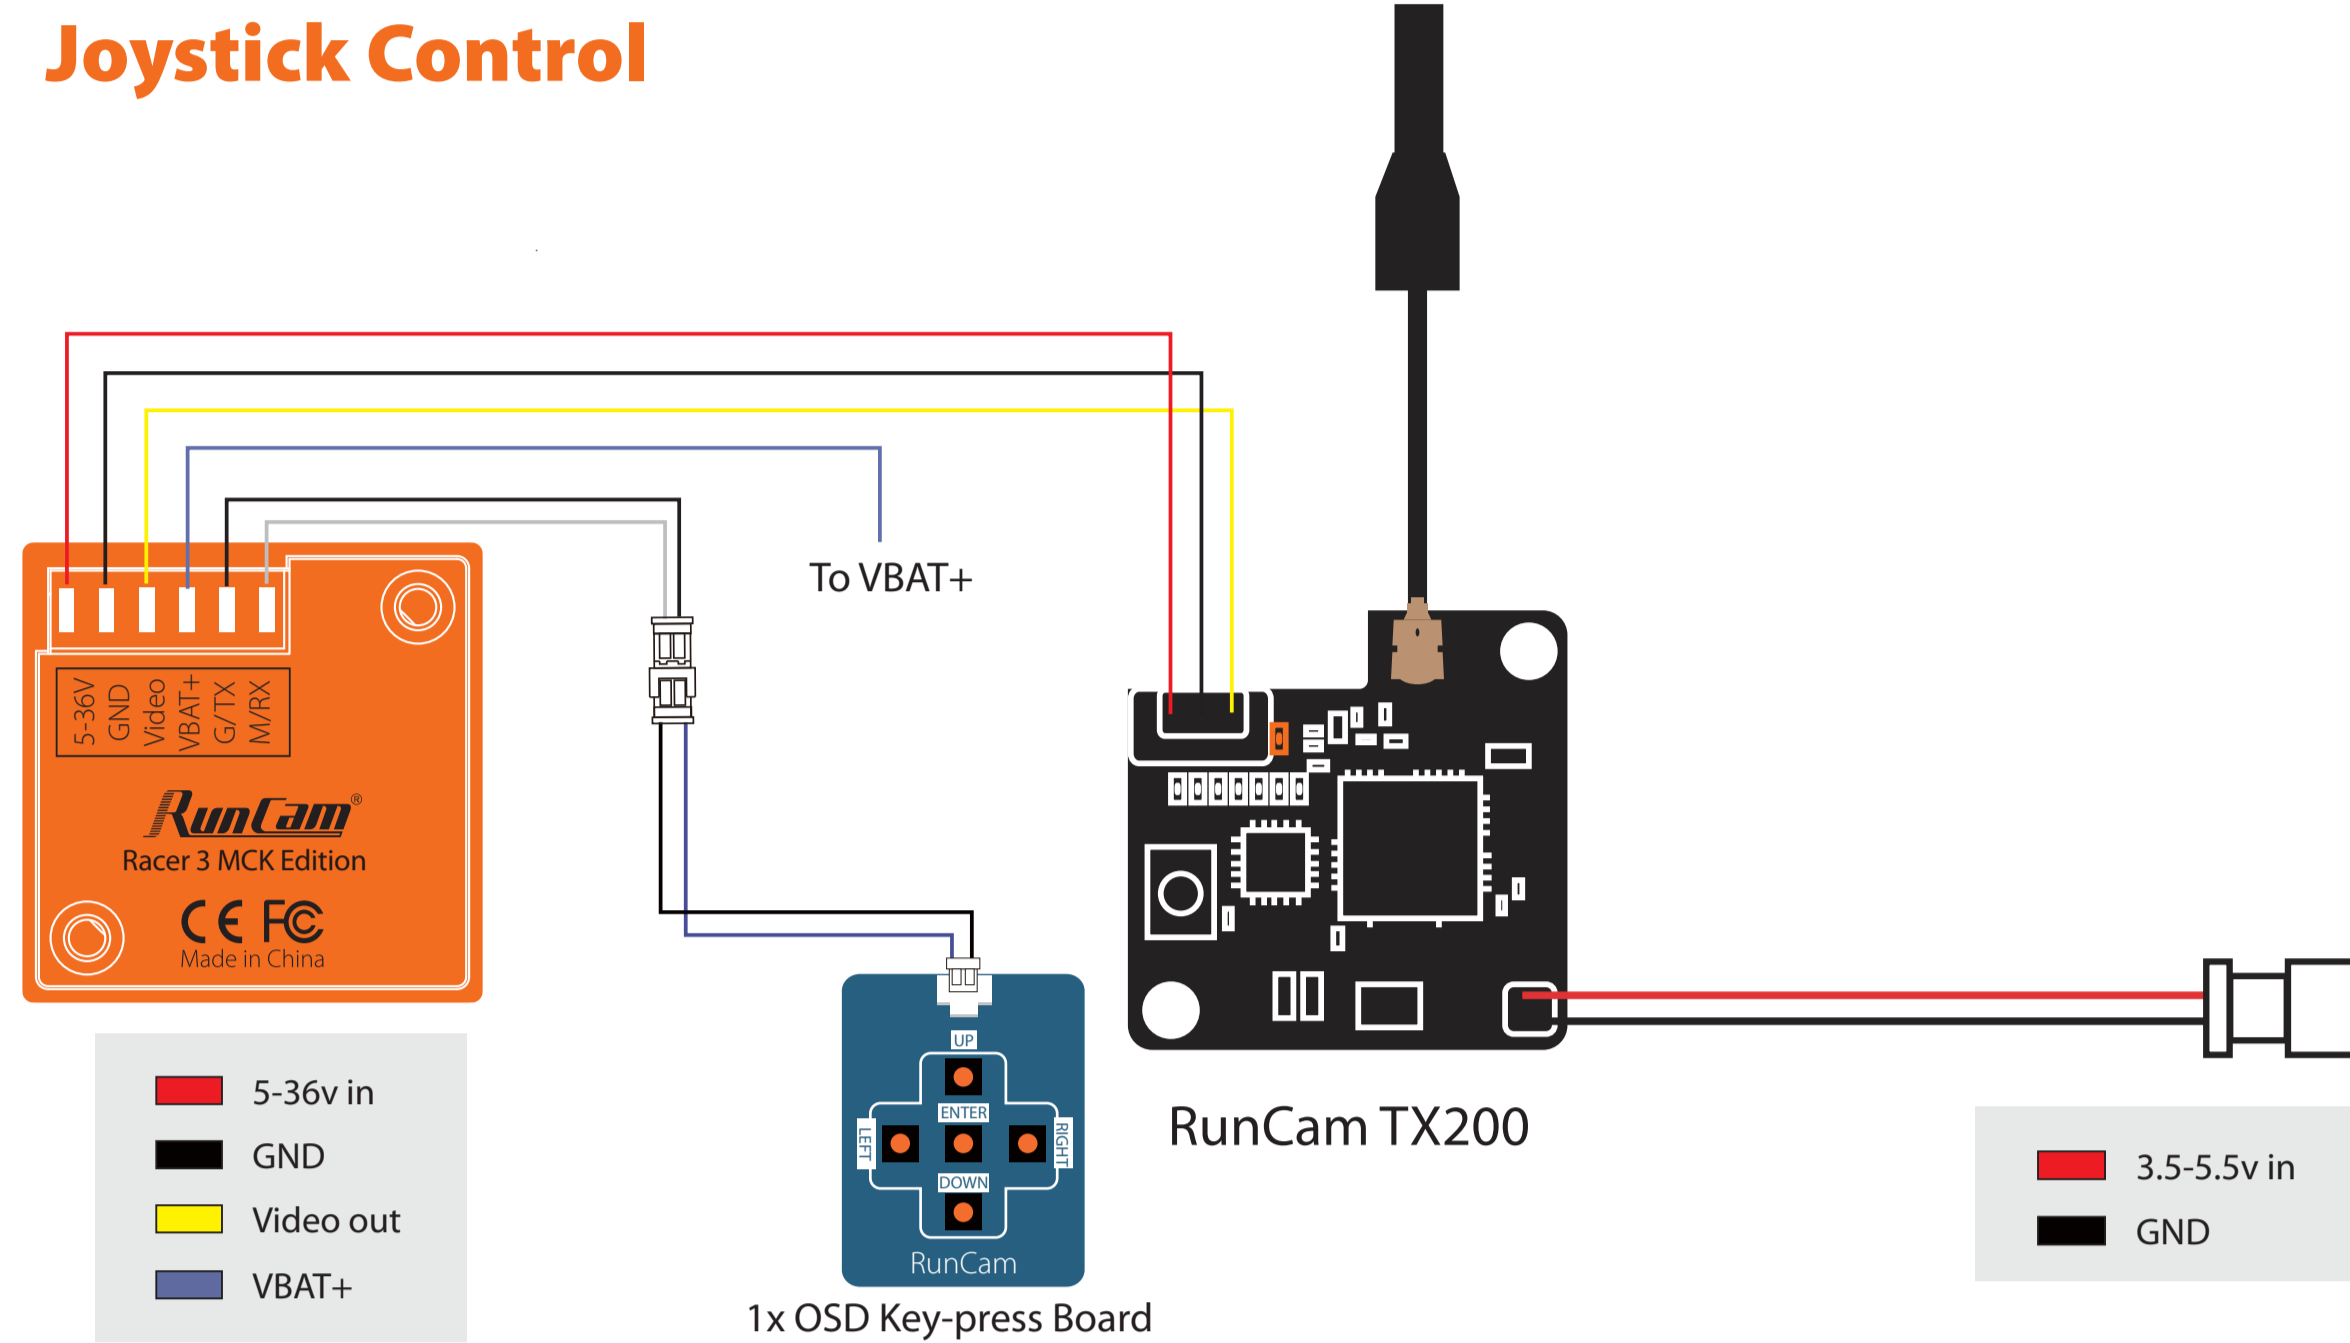 Joystick Control
To VBAT+
5-36V
GND
Video
VBAT+
G/TX
M/RX
RunCam®
Racer 3 MCK Edition
CE FC
Made in China
5-36v in
GND
Video out
VBAT+
UP
ENTER
LEFT
RIGHT
DOWN
RunCam
1x OSD Key-press Board
RunCam TX200
3.5-5.5v in
GND